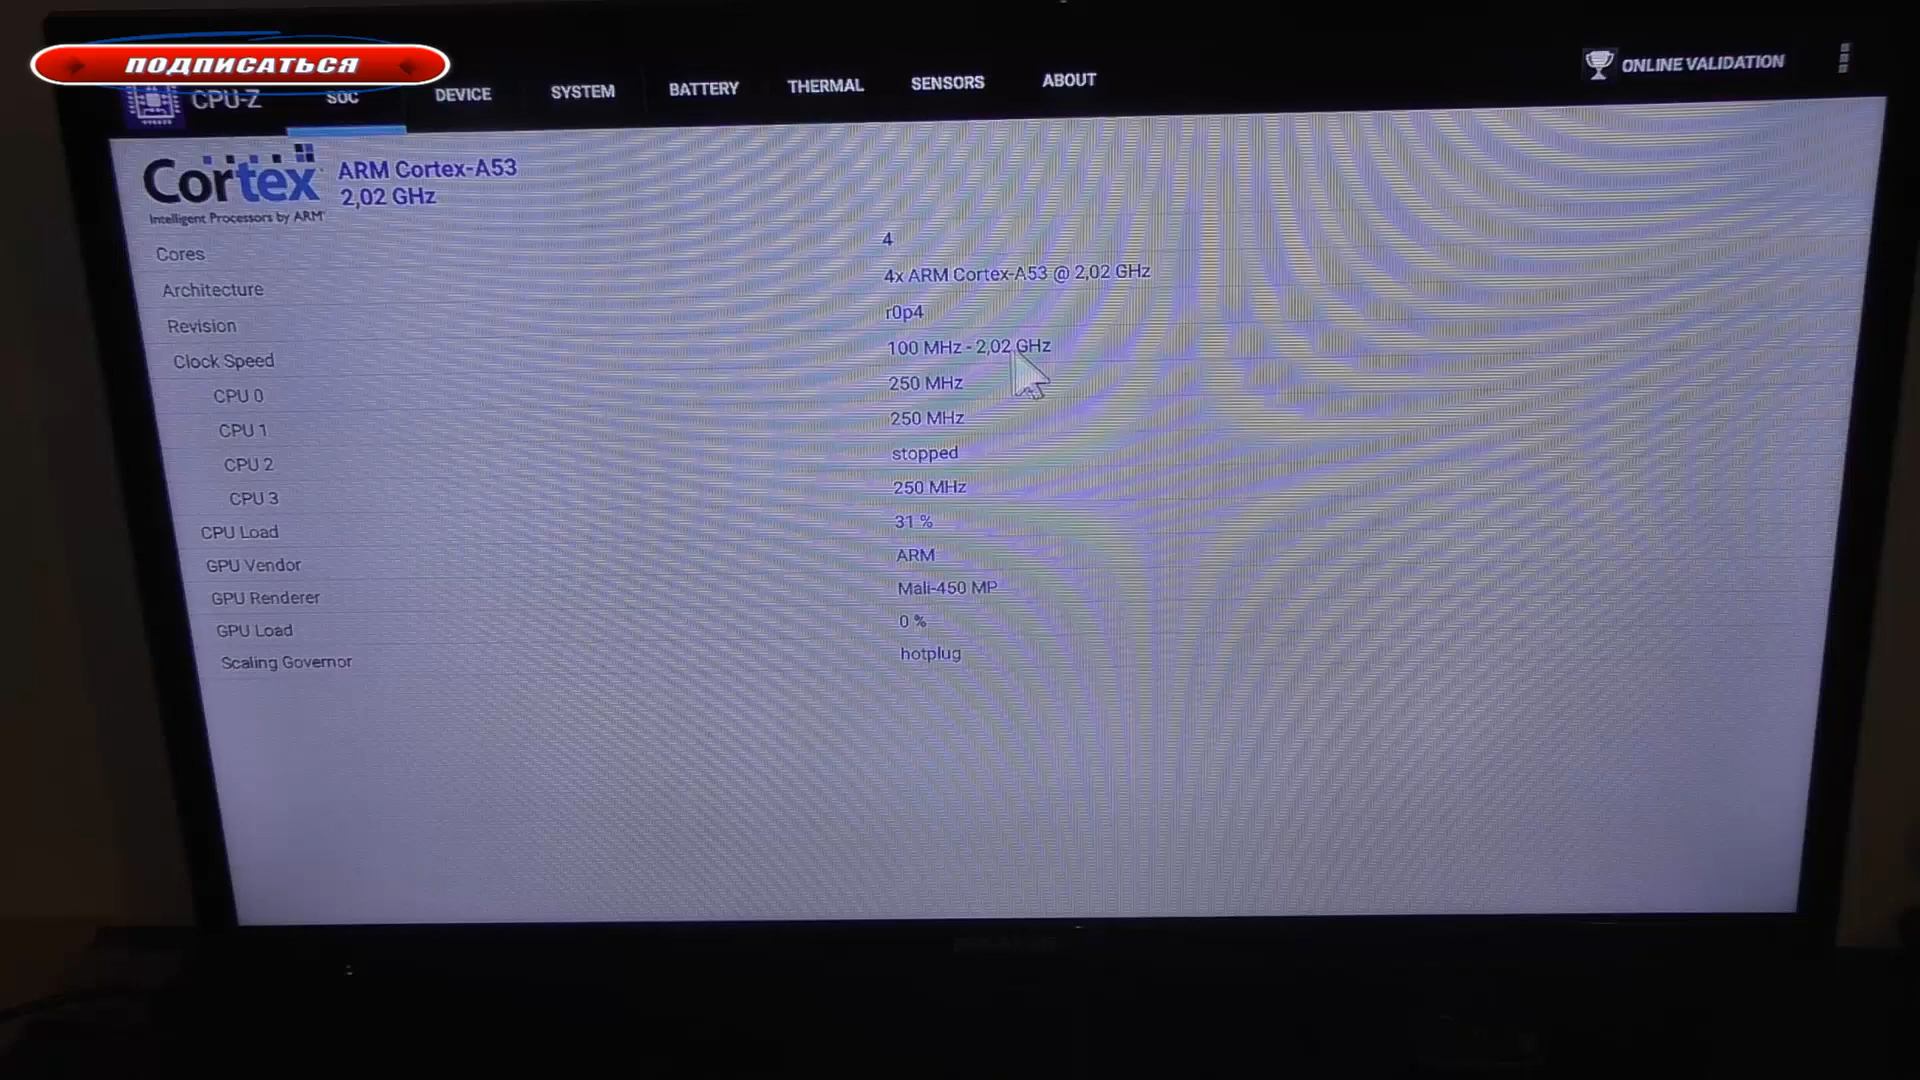 ПОДПИСАТЬСЯ
CPU-Z SOC DEVICE SYSTEM BATTERY THERMAL SENSORS ABOUT ONLINE VALIDATION
Cortex
Intelligent Processors by ARM
ARM Cortex-A53
2,02 GHz
Cores 4
Architecture 4x ARM Cortex-A53 @ 2,02 GHz
Revision r0p4
Clock Speed 100 MHz - 2,02 GHz
CPU 0 250 MHz
CPU 1 250 MHz
CPU 2 stopped
CPU 3 250 MHz
CPU Load 31 %
GPU Vendor ARM
GPU Renderer Mali-450 MP
GPU Load 0 %
Scaling Governor hotplug